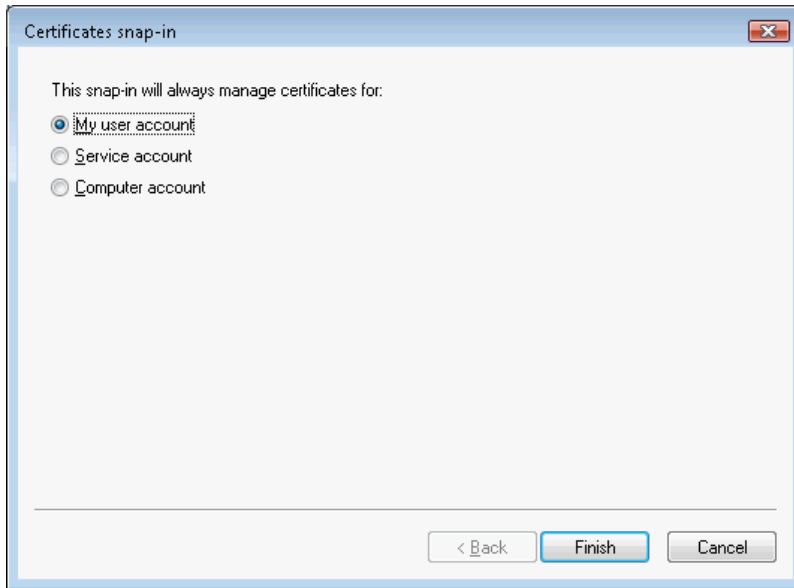 Certificates snap-in
This snap-in will always manage certificates for:
My user account
Service account
Computer account
< Back Finish Cancel